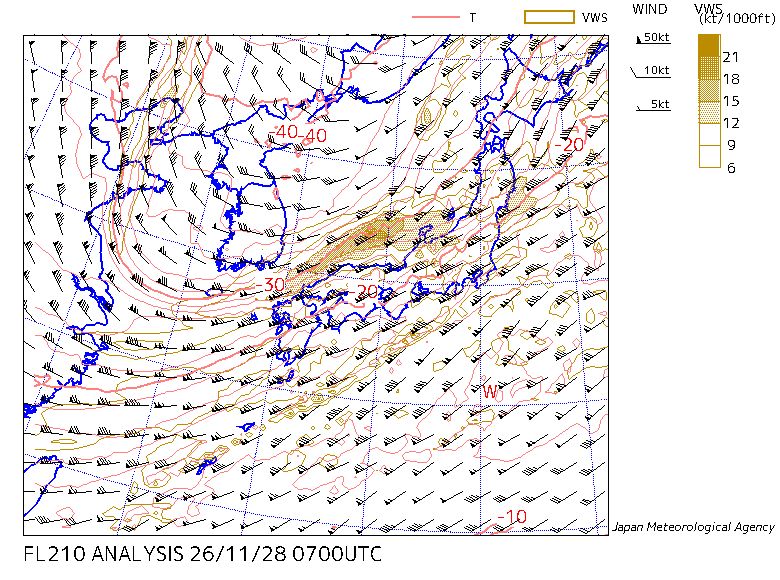 T
VWS
WIND
VWS
(kt/1000ft)
50kt
10kt
5kt
21
18
15
12
9
6
-40
-40
-20
-30
-20
W
-10
Japan Meteorological Agency
FL210 ANALYSIS 26/11/28 0700UTC